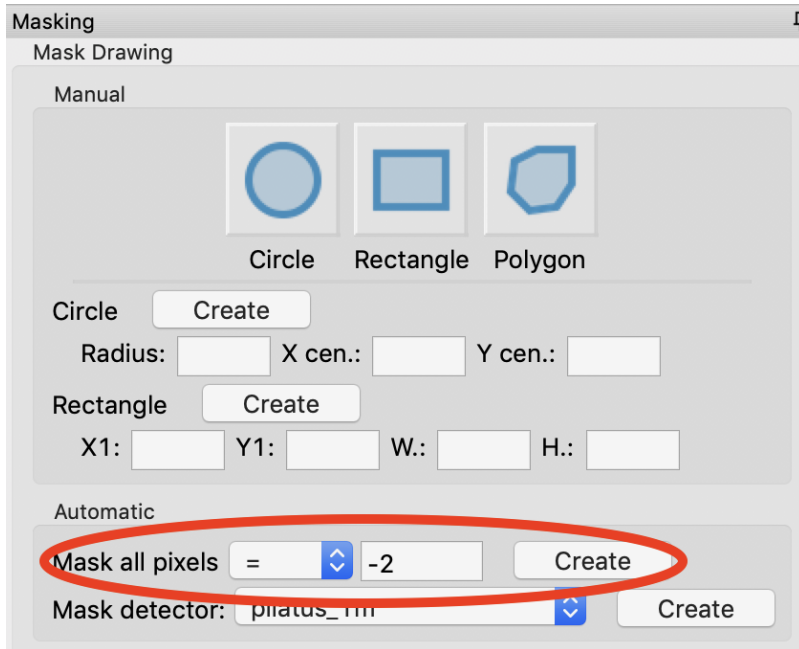 Masking
Mask Drawing
Manual
Circle Rectangle Polygon
Circle Create
Radius: X cen.: Y cen.:
Rectangle Create
X1: Y1: W.: H.:
Automatic
Mask all pixels = -2 Create
Mask detector: pilatus_1m Create